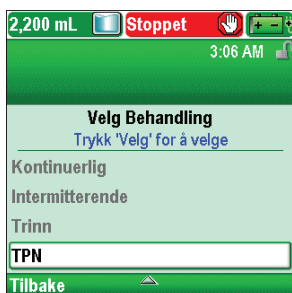 2,200 mL Stoppet
3:06 AM
Velg Behandling
Trykk 'Velg' for å velge
Kontinuerlig
Intermitterende
Trinn
TPN
Tilbake